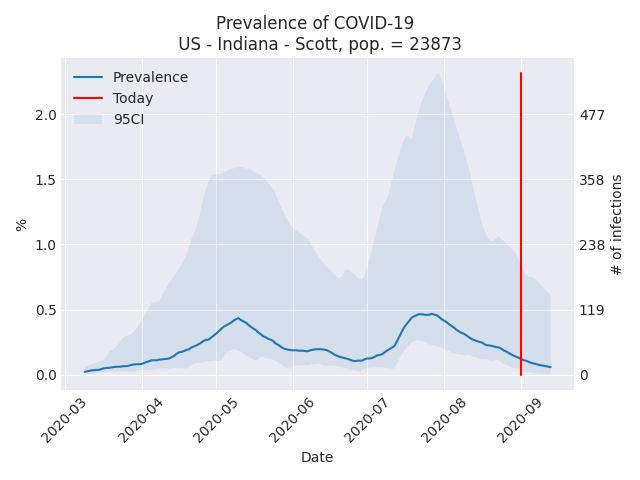 Prevalence of COVID-19
US - Indiana - Scott, pop. = 23873
Prevalence
Today
95CI
%
2.0
1.5
1.0
0.5
0.0
477
358
238
119
0
# of infections
2020-03
2020-04
2020-05
2020-06
2020-07
2020-08
2020-09
Date